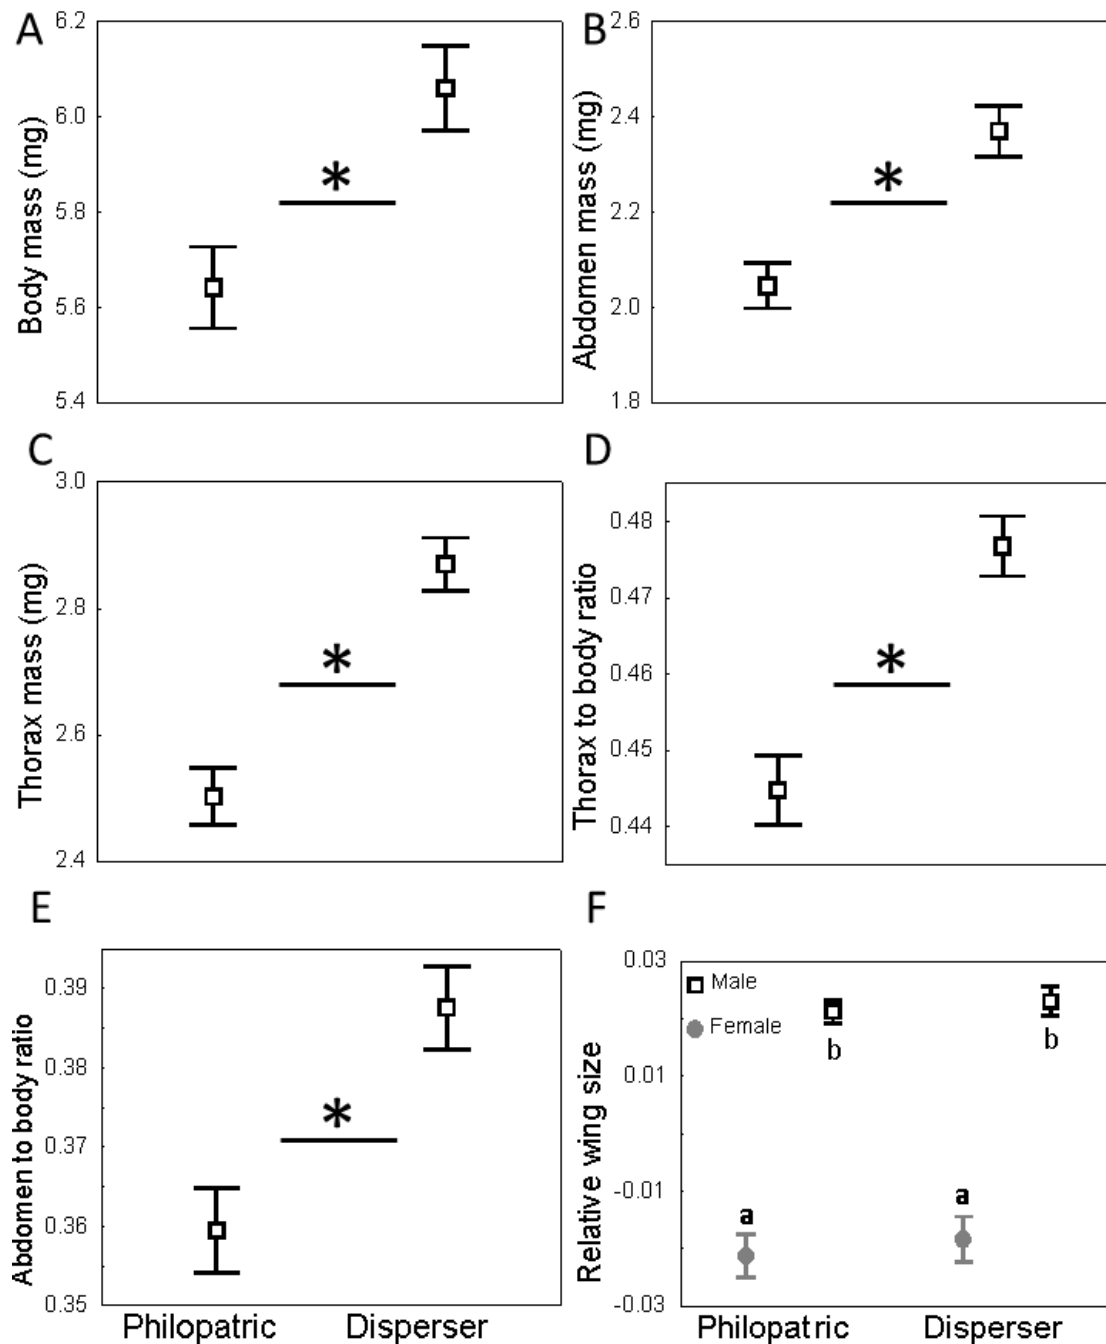 A
Body mass (mg)
6.2
6.0
5.8
5.6
5.4
*
B
Abdomen mass (mg)
2.6
2.4
2.2
2.0
1.8
*
C
Thorax mass (mg)
3.0
2.8
2.6
2.4
*
D
Thorax to body ratio
0.48
0.47
0.46
0.45
0.44
*
E
Abdomen to body ratio
0.39
0.38
0.37
0.36
0.35
*
Philopatric Disperser
F
Relative wing size
0.03
0.01
-0.01
-0.03
Male
Female
b
b
a
a
Philopatric Disperser